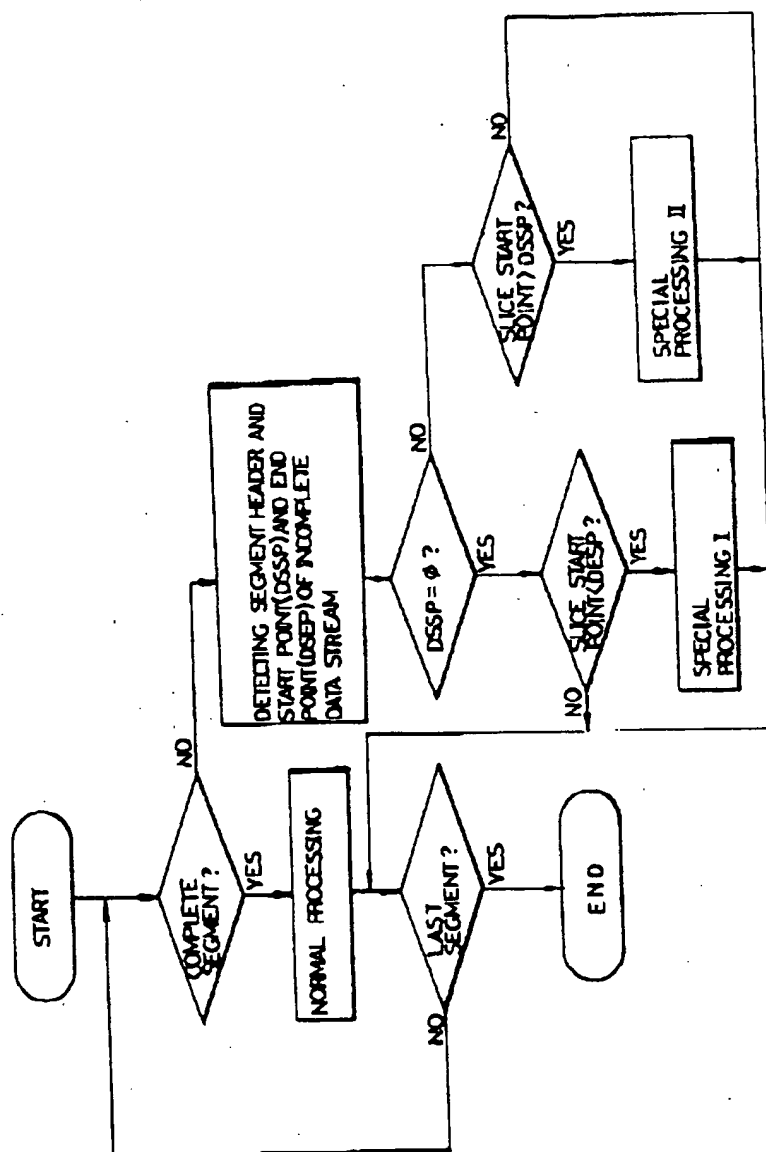 START
COMPLETE
SEGMENT ?
NO
YES
NORMAL PROCESSING
LAST
SEGMENT ?
NO
YES
END
DETECTING SEGMENT HEADER AND
START POINT(DSSP) AND END
POINT(DSEP) OF INCOMPLETE
DATA STREAM
DSSP = φ ?
NO
YES
SLICE START
POINT⟨DESP ?
NO
YES
SPECIAL
PROCESSING I
SLICE START
POINT⟩DSSP ?
NO
YES
SPECIAL
PROCESSING II